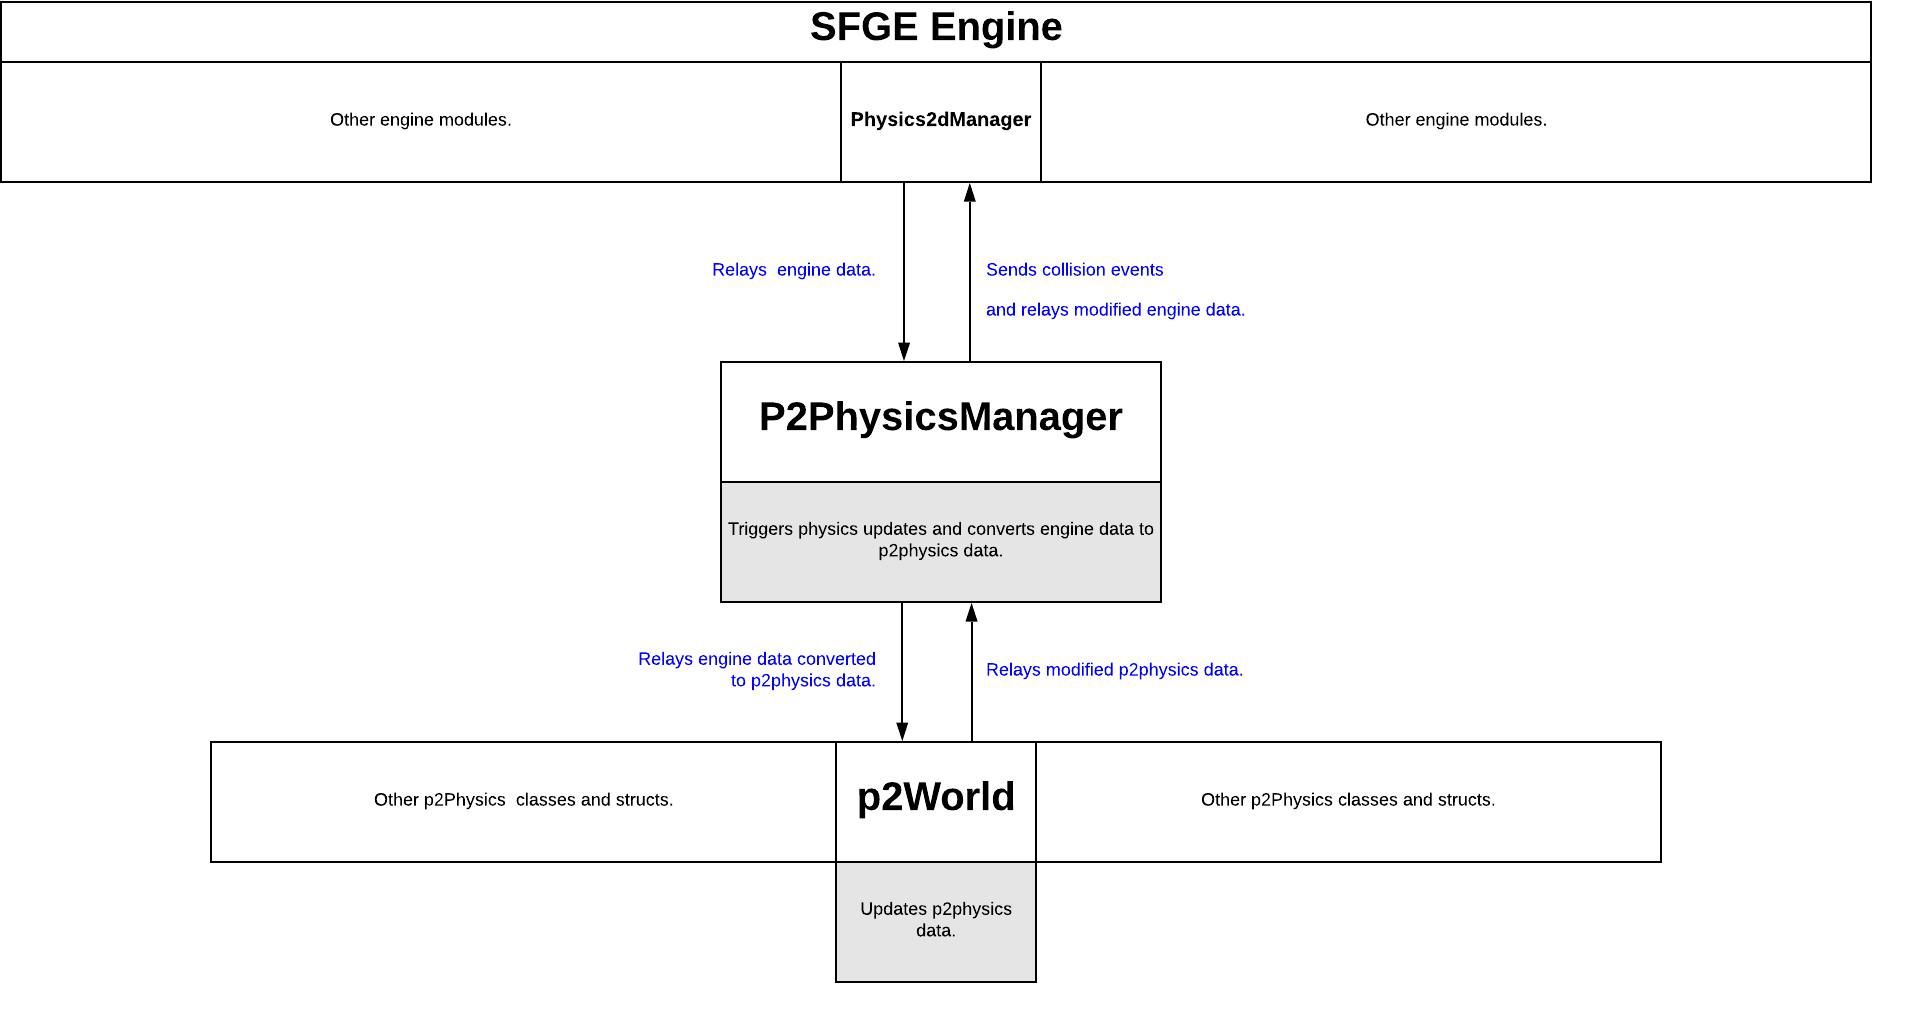 SFGE Engine
Other engine modules.
Physics2dManager
Other engine modules.
Relays  engine data.
Sends collision events
and relays modified engine data.
P2PhysicsManager
Triggers physics updates and converts engine data to
p2physics data.
Relays engine data converted
to p2physics data.
Relays modified p2physics data.
Other p2Physics  classes and structs.
p2World
Other p2Physics classes and structs.
Updates p2physics
data.